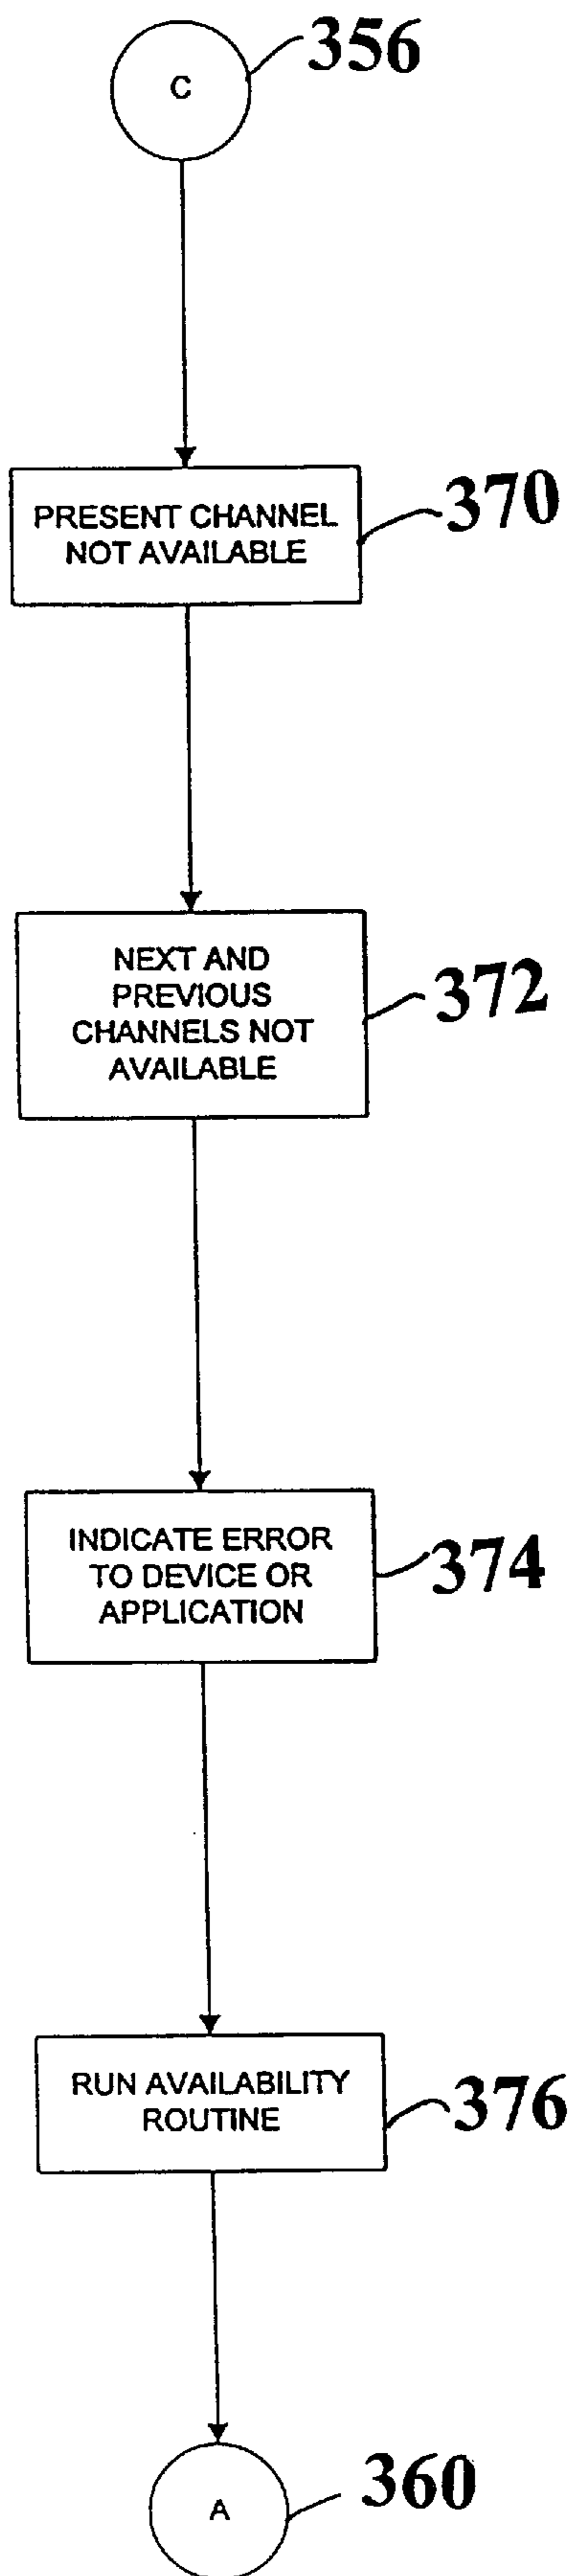 C
356
PRESENT CHANNEL
NOT AVAILABLE
370
NEXT AND
PREVIOUS
CHANNELS NOT
AVAILABLE
372
INDICATE ERROR
TO DEVICE OR
APPLICATION
374
RUN AVAILABILITY
ROUTINE
376
A
360